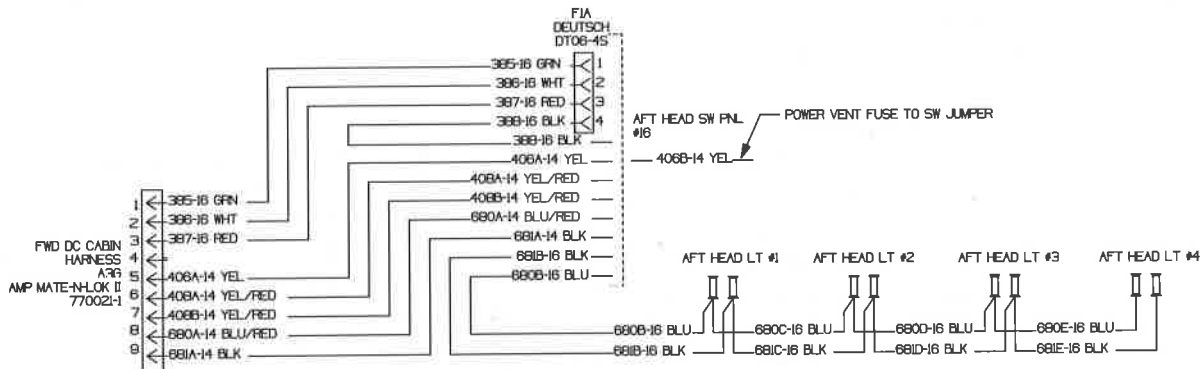 F1A
DEUTSCH
DT06-4S
385-16 GRN
1
386-16 WHT
2
387-16 RED
3
388-16 BLK
4
388-16 BLK
AFT HEAD SW PNL
#16
POWER VENT FUSE TO SW JUMPER
406A-14 YEL
406B-14 YEL
408A-14 YEL/RED
408B-14 YEL/RED
680A-14 BLU/RED
681A-14 BLK
681B-16 BLK
680B-16 BLU
FWD DC CABIN
HARNESS
A3G
AMP MATE-N-LOK II
770021-1
1
385-16 GRN
2
386-16 WHT
3
387-16 RED
4
5
406A-14 YEL
6
408A-14 YEL/RED
7
408B-14 YEL/RED
8
680A-14 BLU/RED
9
681A-14 BLK
AFT HEAD LT #1
AFT HEAD LT #2
AFT HEAD LT #3
AFT HEAD LT #4
680B-16 BLU
680C-16 BLU
680D-16 BLU
680E-16 BLU
681B-16 BLK
681C-16 BLK
681D-16 BLK
681E-16 BLK